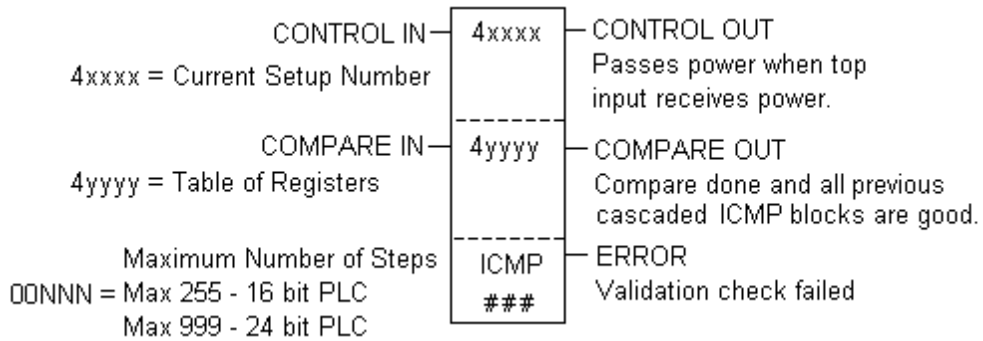 CONTROL IN
4xxxx
CONTROL OUT
4xxxx = Current Setup Number
Passes power when top
input receives power.
COMPARE IN
4yyyy
COMPARE OUT
4yyyy = Table of Registers
Compare done and all previous
cascaded ICMP blocks are good.
Maximum Number of Steps
ICMP
ERROR
00NNN = Max 255 - 16 bit PLC
###
Validation check failed
Max 999 - 24 bit PLC